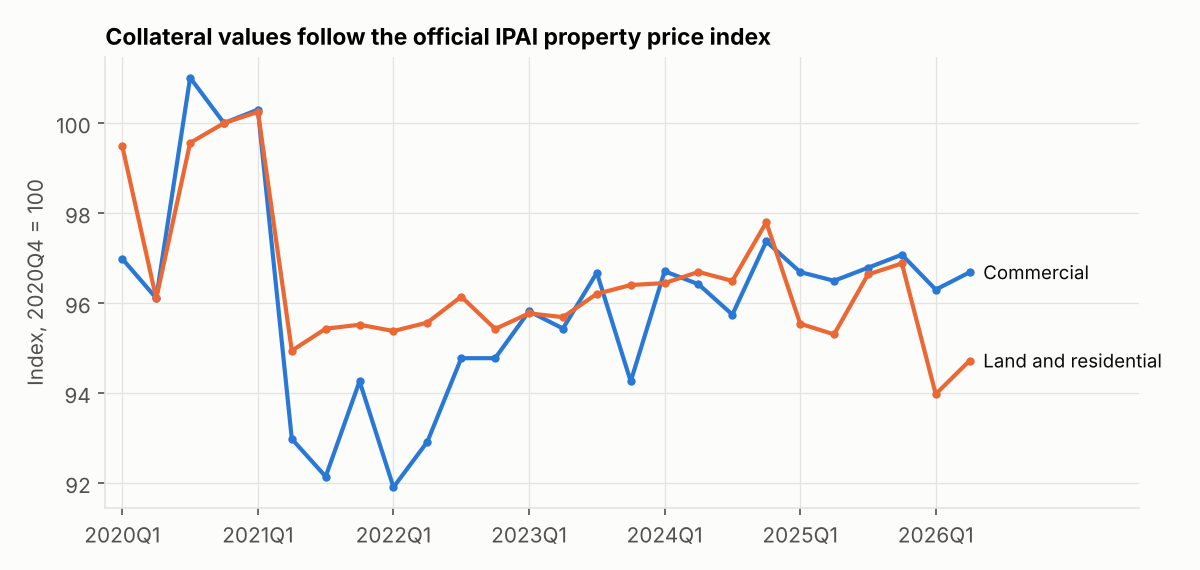 Collateral values follow the official IPAI property price index
Index, 2020Q4 = 100
100
98
96
94
92
Commercial
Land and residential
2020Q1
2021Q1
2022Q1
2023Q1
2024Q1
2025Q1
2026Q1